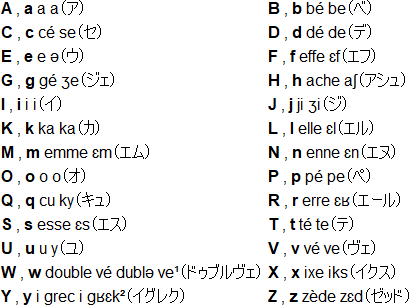 A , a a a(ア) B , b bé be(ベ)
C , c cé se(セ) D , d dé de(デ)
E , e e ə(ウ) F , f effe ɛf(エフ)
G , g gé ʒe(ジェ) H , h ache aʃ(アシュ)
I , i i i(イ) J , j ji ʒi(ジ)
K , k ka ka(カ) L , l elle ɛl(エル)
M , m emme ɛm(エム) N , n enne ɛn(エヌ)
O , o o o(オ) P , p pé pe(ペ)
Q , q cu ky(キュ) R , r erre ɛʁ(エール)
S , s esse ɛs(エス) T , t té te(テ)
U , u u y(ユ) V , v vé ve(ヴェ)
W , w double vé dublə ve¹(ドゥブルヴェ) X , x ixe iks(イクス)
Y , y i grec i gʁɛk²(イグレク) Z , z zède zɛd(ゼッド)